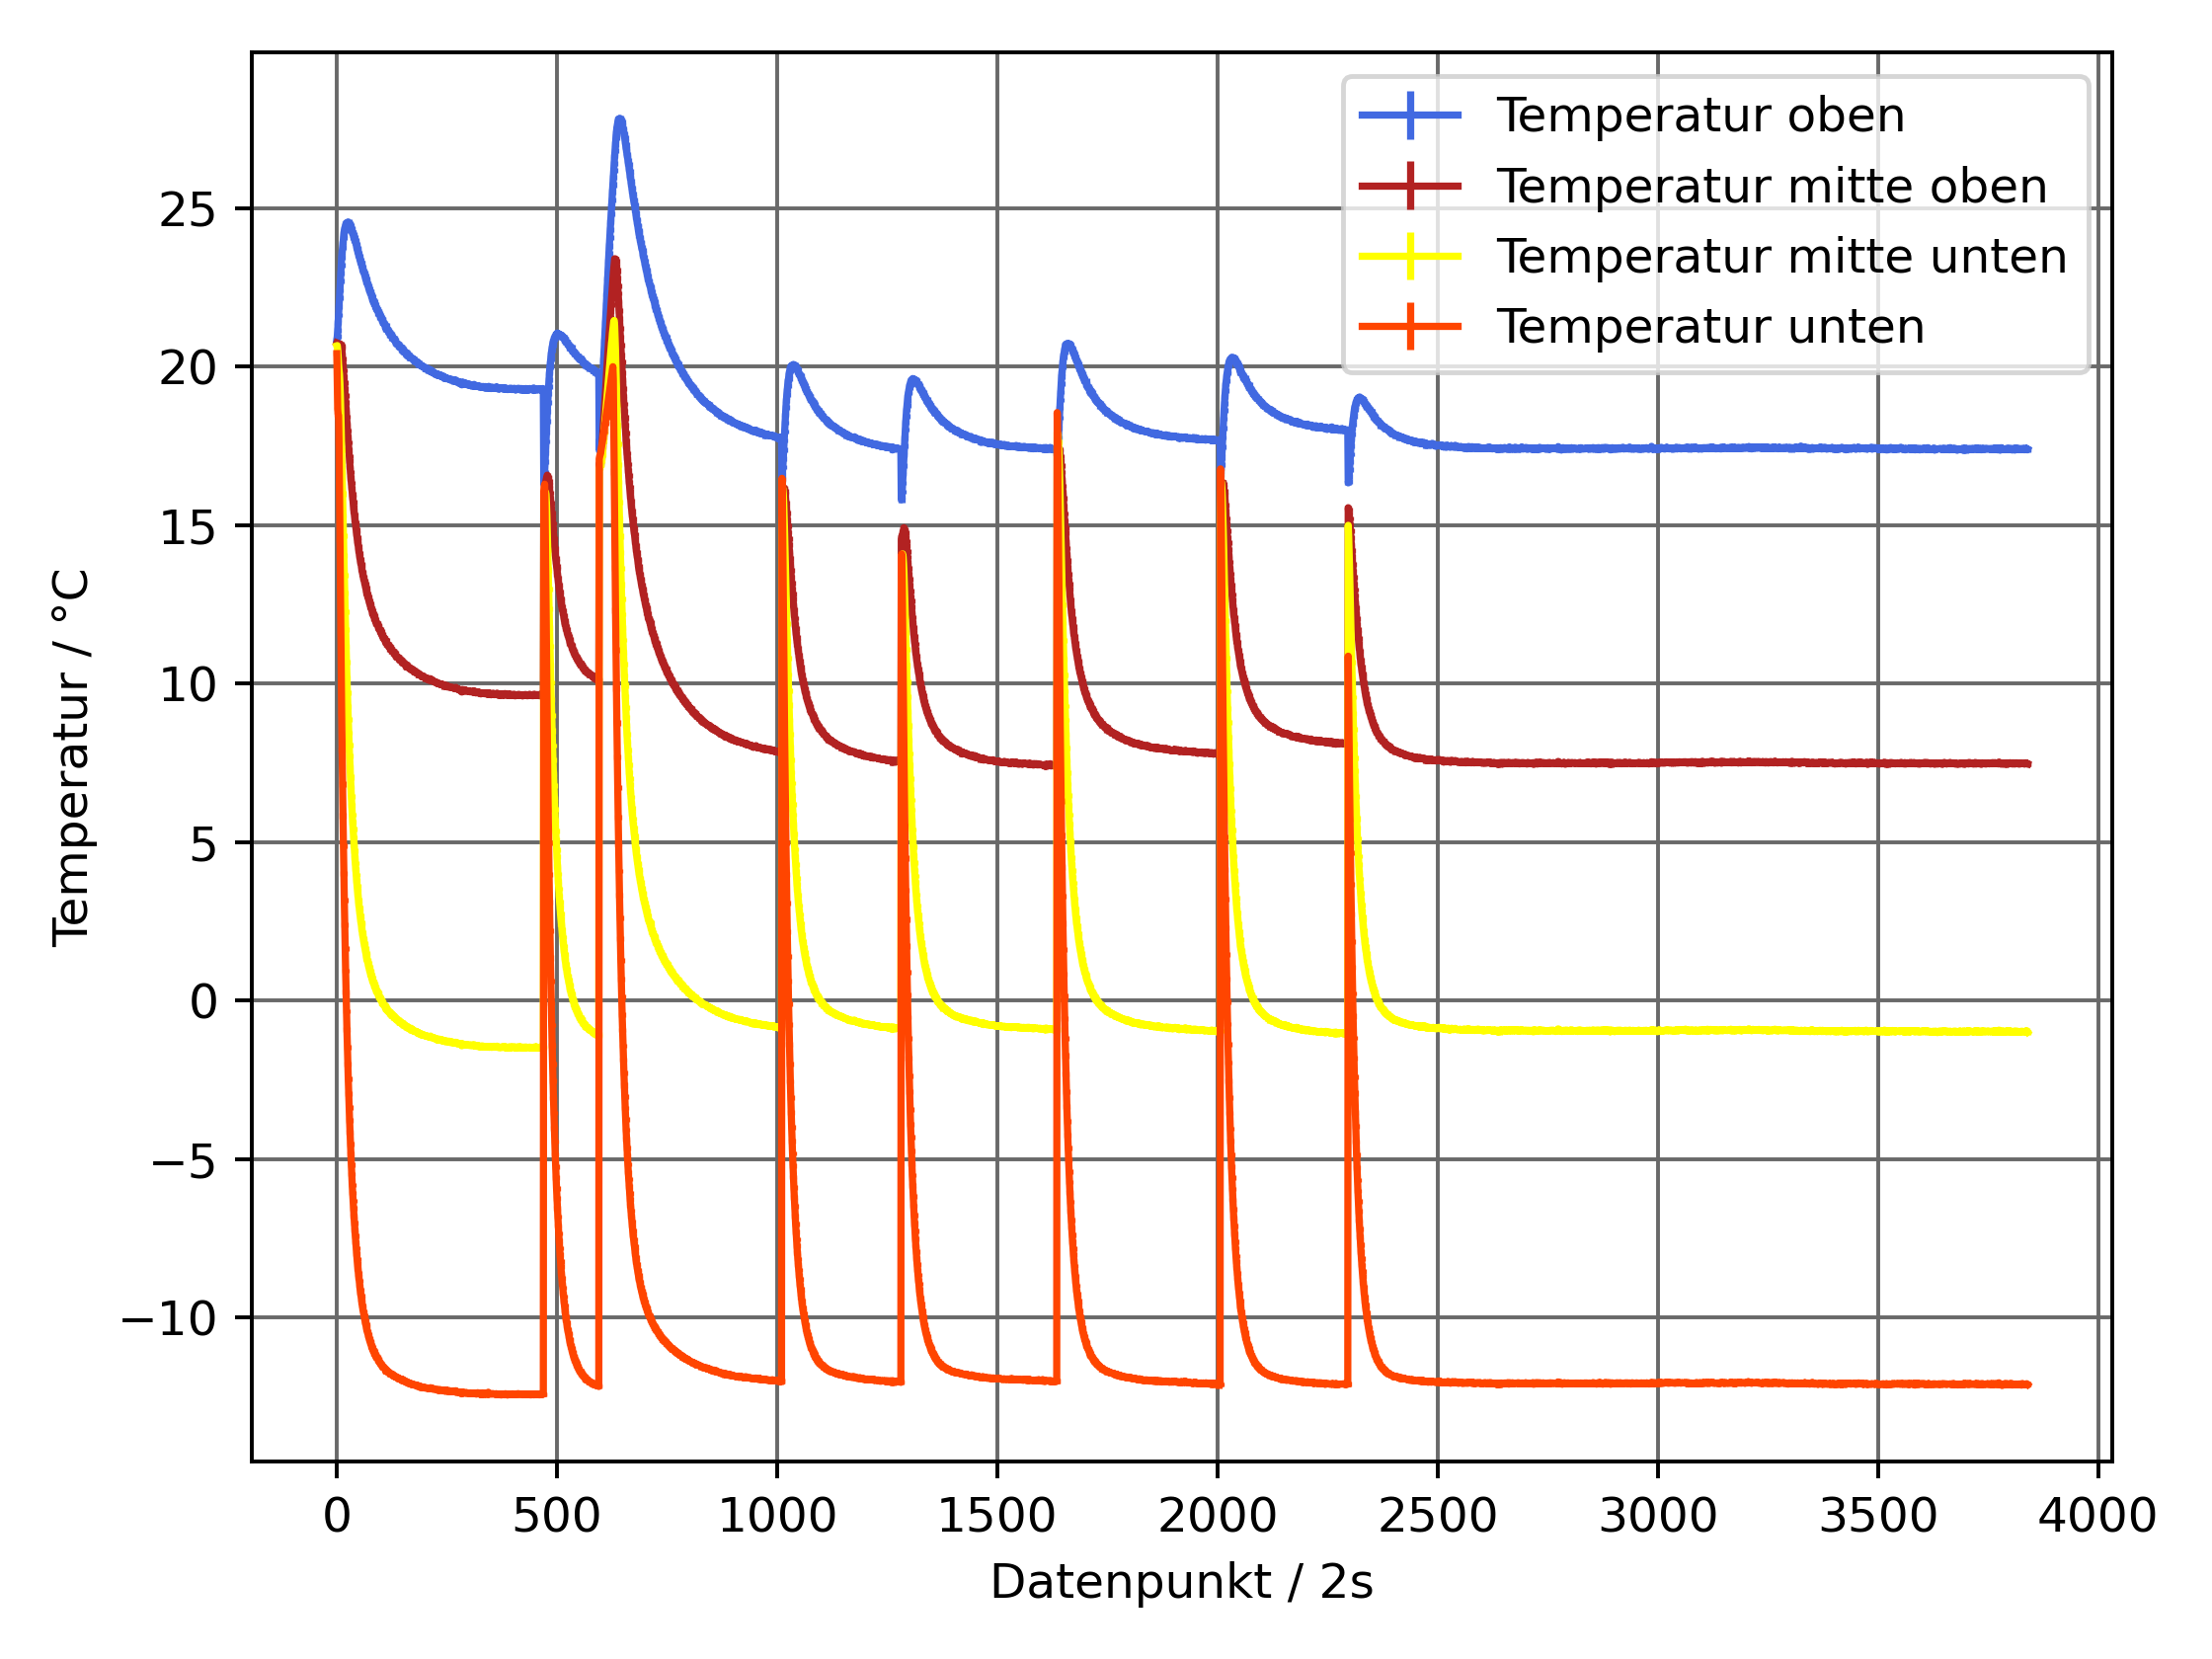 Temperatur oben
Temperatur mitte oben
Temperatur mitte unten
Temperatur unten
Temperatur / °C
25
20
15
10
5
0
−5
−10
0 500 1000 1500 2000 2500 3000 3500 4000
Datenpunkt / 2s